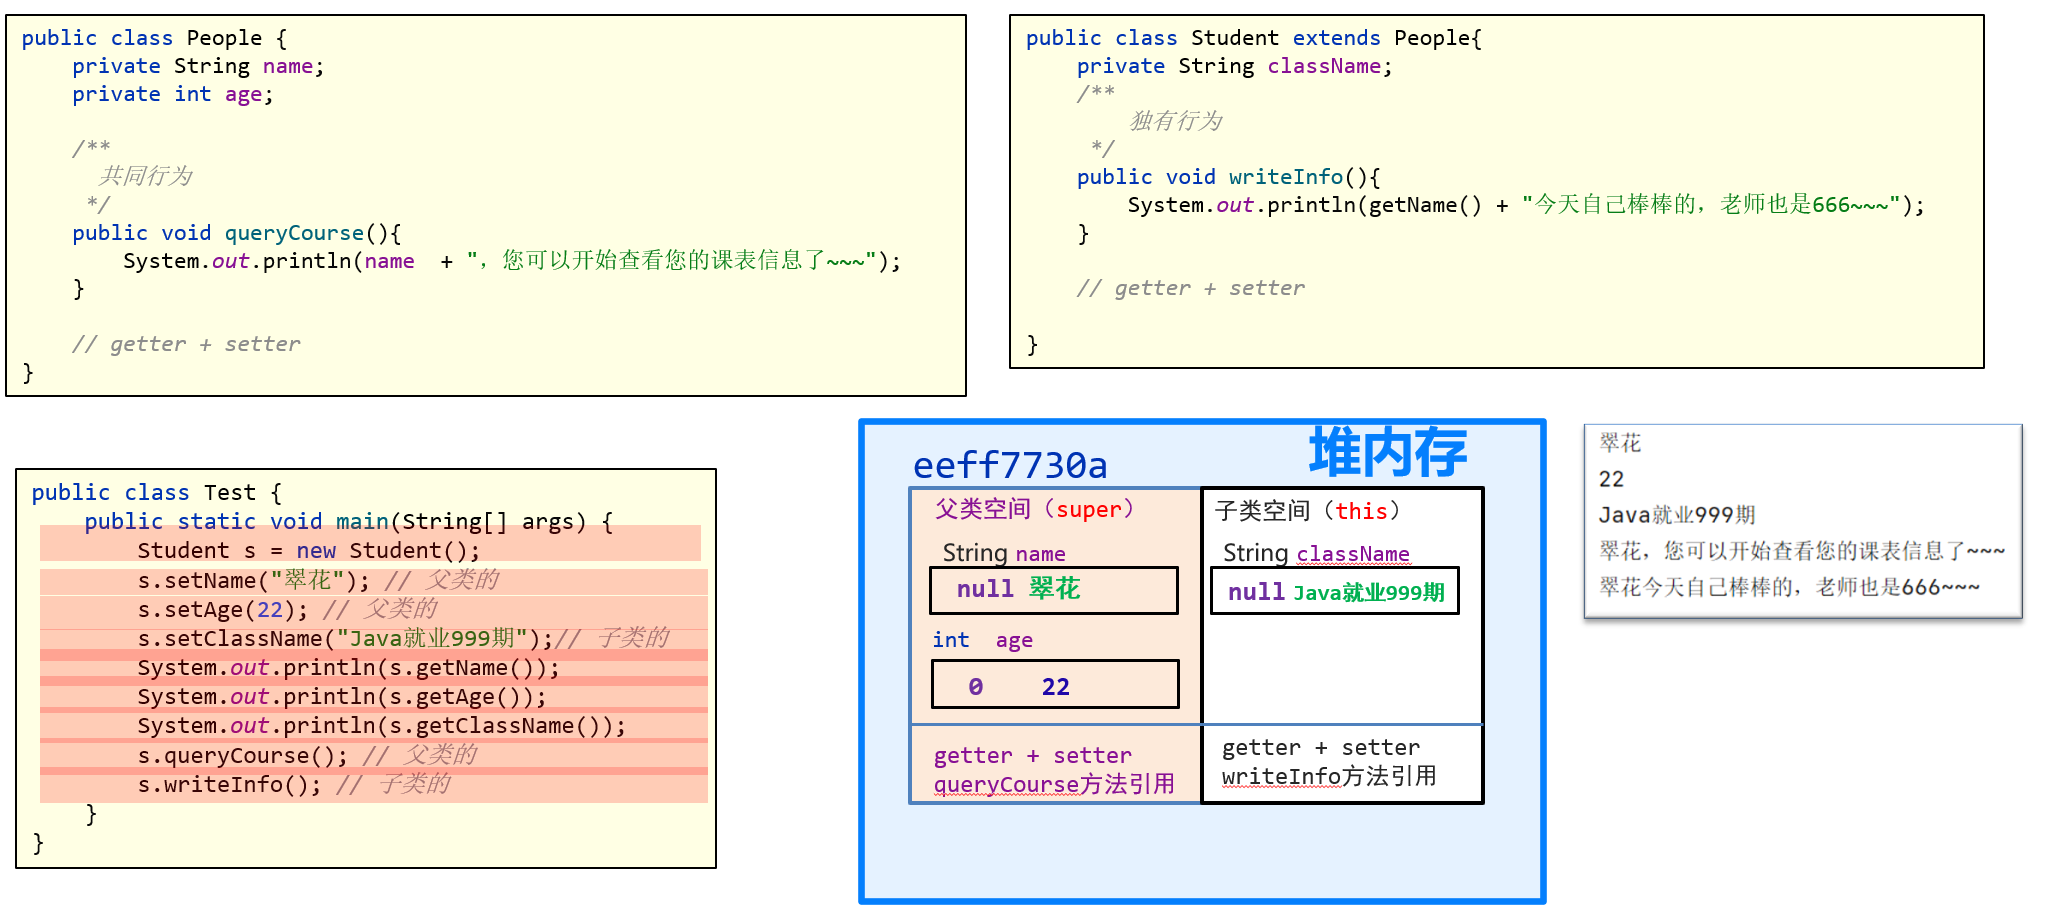 public class People {
    private String name;
    private int age;
    /**
      共同行为
     */
    public void queryCourse(){
        System.out.println(name  + "，您可以开始查看您的课表信息了~~~");
    }
    // getter + setter
}
public class Student extends People{
    private String className;
    /**
        独有行为
     */
    public void writeInfo(){
        System.out.println(getName() + "今天自己棒棒的，老师也是666~~~");
    }
    // getter + setter
}
public class Test {
    public static void main(String[] args) {
        Student s = new Student();
        s.setName("翠花"); // 父类的
        s.setAge(22); // 父类的
        s.setClassName("Java就业999期");// 子类的
        System.out.println(s.getName());
        System.out.println(s.getAge());
        System.out.println(s.getClassName());
        s.queryCourse(); // 父类的
        s.writeInfo(); // 子类的
    }
}
堆内存
eeff7730a
父类空间（super）
String name
null 翠花
int age
0 22
getter + setter
queryCourse方法引用
子类空间（this）
String className
null Java就业999期
getter + setter
writeInfo方法引用
翠花
22
Java就业999期
翠花，您可以开始查看您的课表信息了~~~
翠花今天自己棒棒的，老师也是666~~~